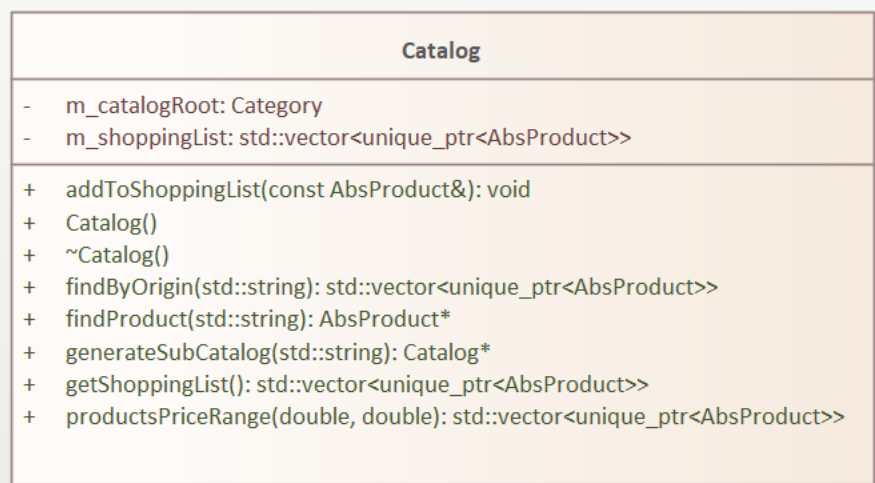 Catalog
- m_catalogRoot: Category
- m_shoppingList: std::vector<unique_ptr<AbsProduct>>
+ addToShoppingList(const AbsProduct&): void
+ Catalog()
+ ~Catalog()
+ findByOrigin(std::string): std::vector<unique_ptr<AbsProduct>>
+ findProduct(std::string): AbsProduct*
+ generateSubCatalog(std::string): Catalog*
+ getShoppingList(): std::vector<unique_ptr<AbsProduct>>
+ productsPriceRange(double, double): std::vector<unique_ptr<AbsProduct>>